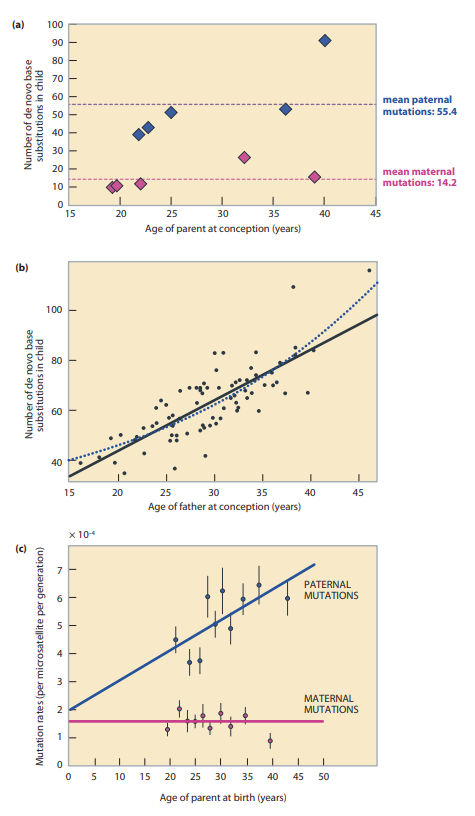 (a)
100
90
80
70
60
50
40
30
20
10
0
Number of de novo base
substitutions in child
mean paternal
mutations: 55.4
mean maternal
mutations: 14.2
15 20 25 30 35 40 45
Age of parent at conception (years)
(b)
100
80
60
40
Number of de novo base
substitutions in child
15 20 25 30 35 40 45
Age of father at conception (years)
(c)
× 10⁻⁴
7
6
5
4
3
2
1
0
Mutation rates (per microsatellite per generation)
PATERNAL
MUTATIONS
MATERNAL
MUTATIONS
0 5 10 15 20 25 30 35 40 45 50
Age of parent at birth (years)